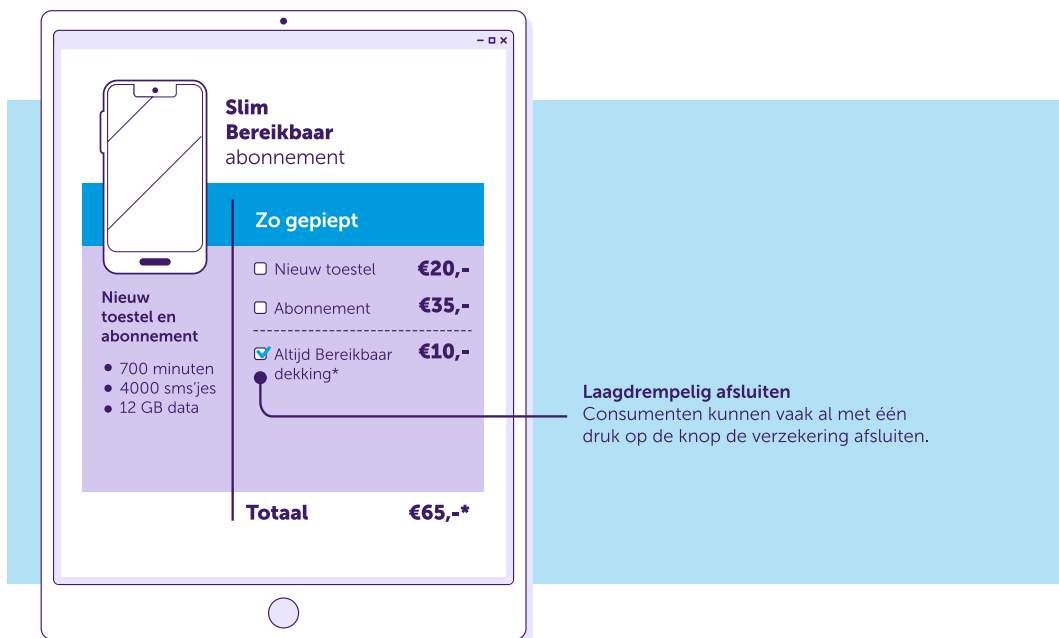 Slim
Bereikbaar
abonnement
Zo gepiept
Nieuw toestel €20,-
Abonnement €35,-
Altijd Bereikbaar €10,-
dekking*
Nieuw
toestel en
abonnement
• 700 minuten
• 4000 sms'jes
• 12 GB data
Totaal €65,-*
Laagdrempelig afsluiten
Consumenten kunnen vaak al met één
druk op de knop de verzekering afsluiten.